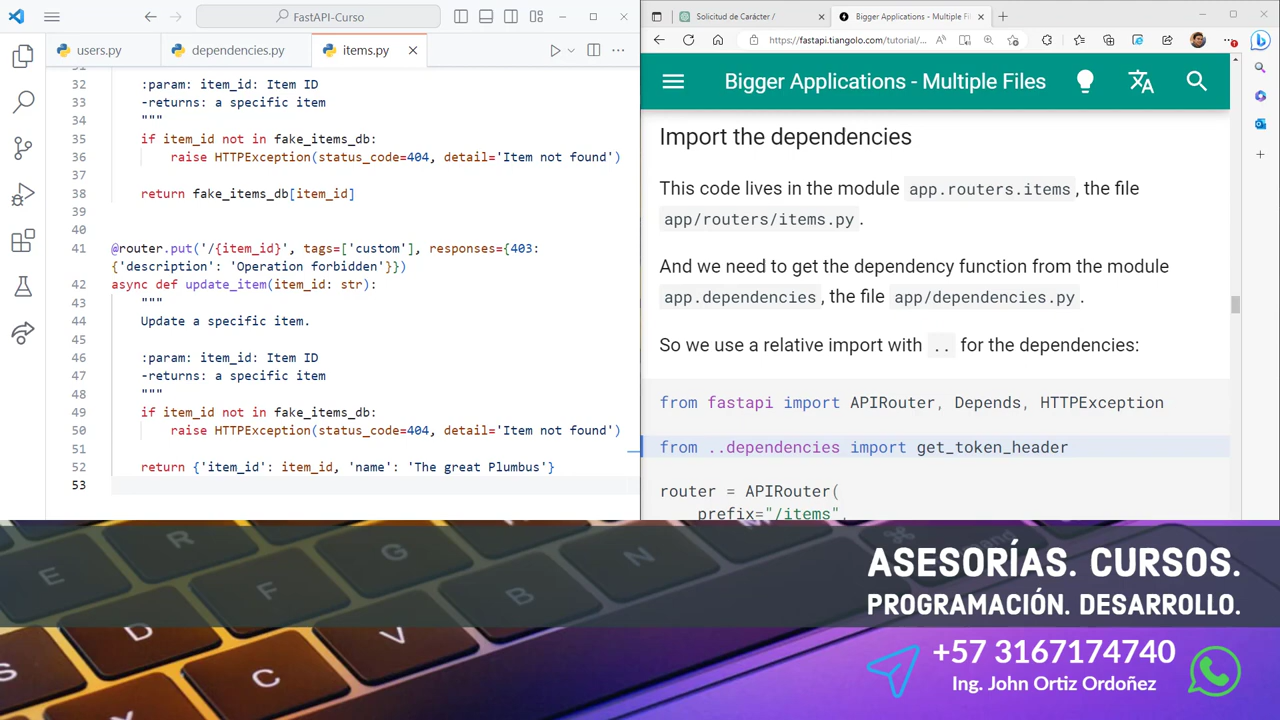 FastAPI-Curso
users.py
dependencies.py
items.py
32 :param: item_id: Item ID
33 -returns: a specific item
34 """
35 if item_id not in fake_items_db:
36 raise HTTPException(status_code=404, detail='Item not found')
37
38 return fake_items_db[item_id]
39
40
41 @router.put('/{item_id}', tags=['custom'], responses={403:
{'description': 'Operation forbidden'}})
42 async def update_item(item_id: str):
43 """
44 Update a specific item.
45
46 :param: item_id: Item ID
47 -returns: a specific item
48 """
49 if item_id not in fake_items_db:
50 raise HTTPException(status_code=404, detail='Item not found')
51
52 return {'item_id': item_id, 'name': 'The great Plumbus'}
53
Solicitud de Carácter /
Bigger Applications - Multiple Fi
https://fastapi.tiangolo.com/tutorial/
Bigger Applications - Multiple Files
Import the dependencies
This code lives in the module app.routers.items, the file
app/routers/items.py.
And we need to get the dependency function from the module
app.dependencies, the file app/dependencies.py.
So we use a relative import with .. for the dependencies:
from fastapi import APIRouter, Depends, HTTPException
from ..dependencies import get_token_header
router = APIRouter(
prefix="/items",
ASESORÍAS. CURSOS.
PROGRAMACIÓN. DESARROLLO.
+57 3167174740
Ing. John Ortiz Ordoñez